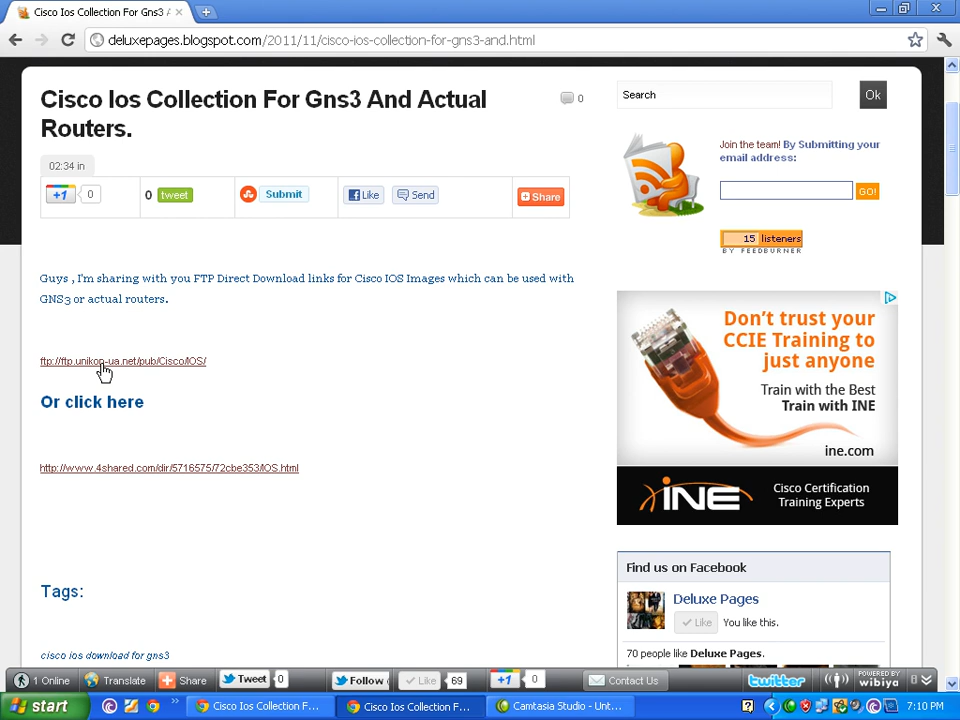 Cisco Ios Collection For Gns3 A
deluxepages.blogspot.com/2011/11/cisco-ios-collection-for-gns3-and.html
Cisco Ios Collection For Gns3 And Actual
Routers.
0
02:34 in
+1 0
0 tweet
Submit
Like
Send
Share
Guys , I'm sharing with you FTP Direct Download links for Cisco IOS Images which can be used with
GNS3 or actual routers.
ftp://ftp.unikon-ua.net/pub/Cisco/IOS/
Or click here
http://www.4shared.com/dir/5716575/72cbe353/IOS.html
Tags:
cisco ios download for gns3
Search
Ok
Join the team! By Submitting your
email address:
GO!
15 listeners
BY FEEDBURNER
Don't trust your
CCIE Training to
just anyone
Train with the Best
Train with INE
ine.com
INE
Cisco Certification
Training Experts
Find us on Facebook
Deluxe Pages
Like You like this.
70 people like Deluxe Pages.
1 Online
Translate
Share
Tweet 0
Follow
Like 69
+1 0
Contact Us
twitter
POWERED BY
wibiya
start
Cisco Ios Collection F...
Cisco Ios Collection F...
Camtasia Studio - Unt...
7:10 PM